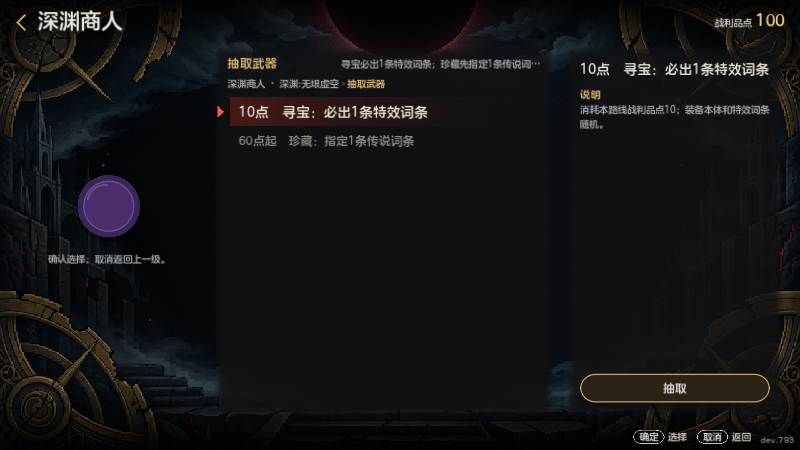 深渊商人
战利品点 100
抽取武器
寻宝必出1条特效词条；珍藏先指定1条传说词…
深渊商人 · 深渊:无垠虚空 · 抽取武器
10点 寻宝：必出1条特效词条
60点起 珍藏：指定1条传说词条
确认选择；取消返回上一级。
10点 寻宝：必出1条特效词条
说明
消耗本路线战利品点10；装备本体和特效词条
随机。
抽取
确定 选择 取消 返回
dev.793